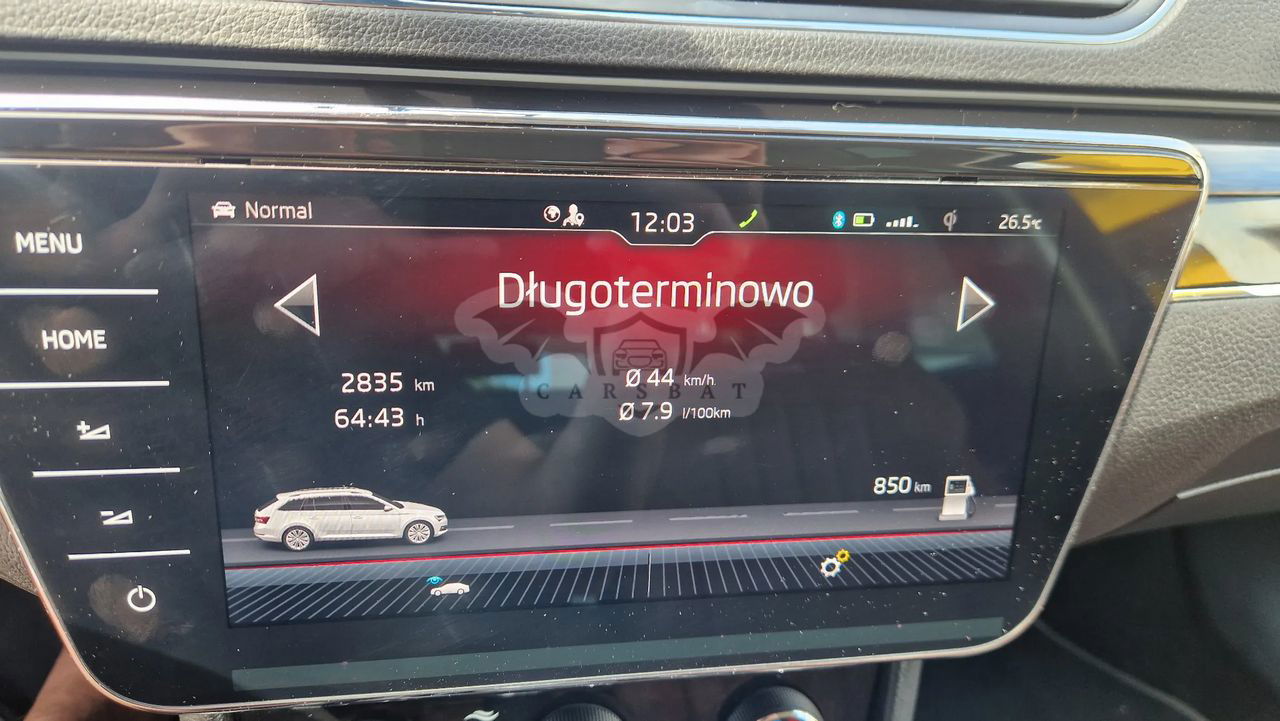 Normal
12:03
26.5°C
MENU
HOME
Długoterminowo
2835 km
Ø 44 km/h
CARSBAT
64:43 h
Ø 7.9 l/100km
850 km